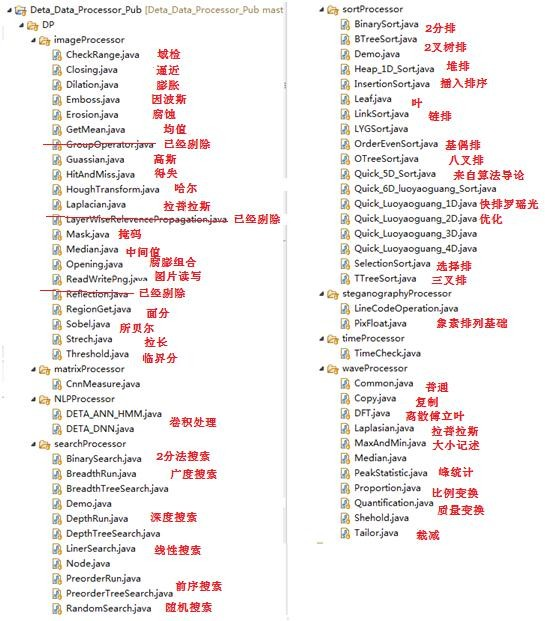 Deta_Data_Processor_Pub [Deta_Data_Processor_Pub mast
DP
imageProcessor
CheckRange.java 域检
Closing.java 逼近
Dilation.java 膨胀
Emboss.java 因波斯
Erosion.java 腐蚀
GetMean.java 均值
GroupOperator.java 已经剔除
Guassian.java 高斯
HitAndMiss.java 得失
HoughTransform.java 哈尔
Laplacian.java 拉普拉斯
LayerWiseRelevencePropagation.java 已经剔除
Mask.java 掩码
Median.java 中间值
Opening.java 腐膨组合
ReadWritePng.java 图片读写
Reflection.java 已经剔除
RegionGet.java 面分
Sobel.java 所贝尔
Strech.java 拉长
Threshold.java 临界分
matrixProcessor
CnnMeasure.java
NLPProcessor
DETA_ANN_HMM.java
DETA_DNN.java 卷积处理
searchProcessor
BinarySearch.java 2分法搜索
BreadthRun.java 广度搜索
BreadthTreeSearch.java
Demo.java
DepthRun.java 深度搜索
DepthTreeSearch.java
LinerSearch.java 线性搜索
Node.java
PreorderRun.java
PreorderTreeSearch.java 前序搜索
RandomSearch.java 随机搜索
sortProcessor
BinarySort.java 2分排
BTreeSort.java 2叉树排
Demo.java
Heap_1D_Sort.java 堆排
InsertionSort.java 插入排序
Leaf.java 叶
LinkSort.java 链排
LYGSort.java
OrderEvenSort.java 基偶排
OTreeSort.java 八叉排
Quick_5D_Sort.java 来自算法导论
Quick_6D_luoyaoguang_Sort.java
Quick_Luoyaoguang_1D.java 快排罗瑶光
Quick_Luoyaoguang_2D.java 优化
Quick_Luoyaoguang_3D.java
Quick_Luoyaoguang_4D.java
SelectionSort.java 选择排
TTreeSort.java 三叉排
steganographyProcessor
LineCodeOperation.java
PixFloat.java 象素排列基础
timeProcessor
TimeCheck.java
waveProcessor
Common.java 普通
Copy.java 复制
DFT.java 离散傅立叶
Laplasian.java 拉普拉斯
MaxAndMin.java 大小记述
Median.java
PeakStatistic.java 峰统计
Proportion.java 比例变换
Quantification.java 质量变换
Shehold.java
Tailor.java 裁减